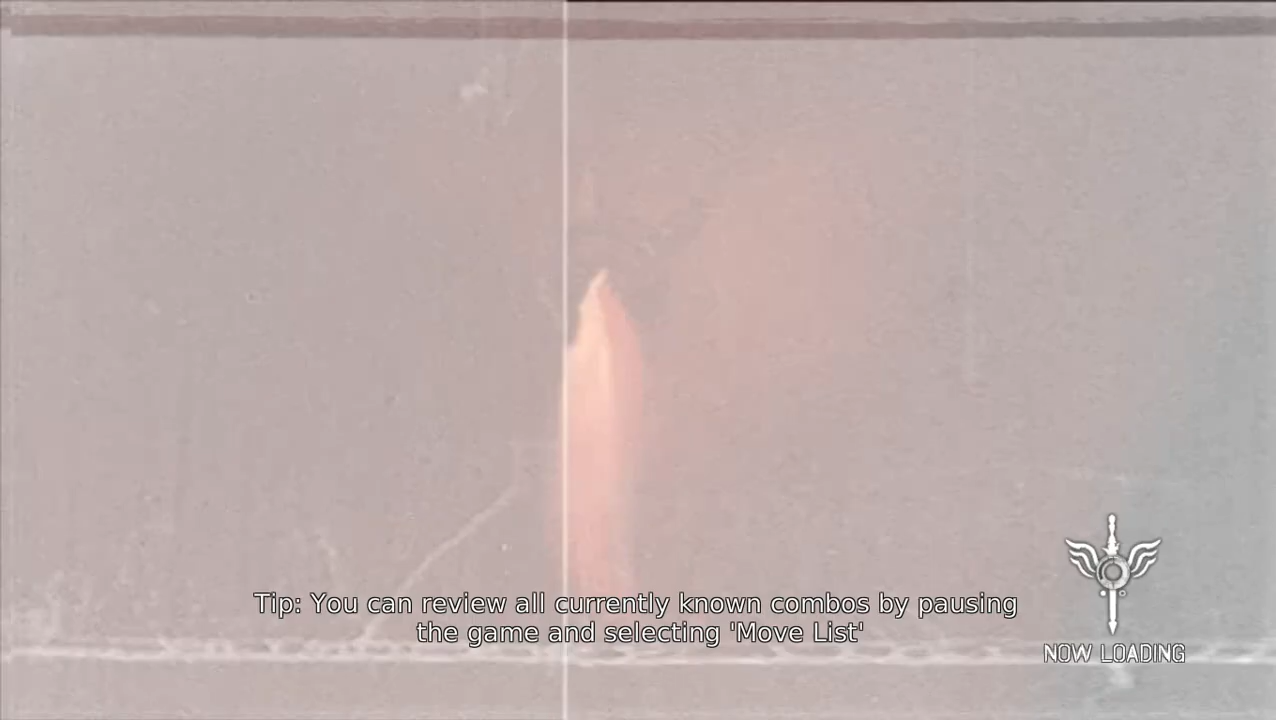 Tip: You can review all currently known combos by pausing
the game and selecting 'Move List'
NOW LOADING